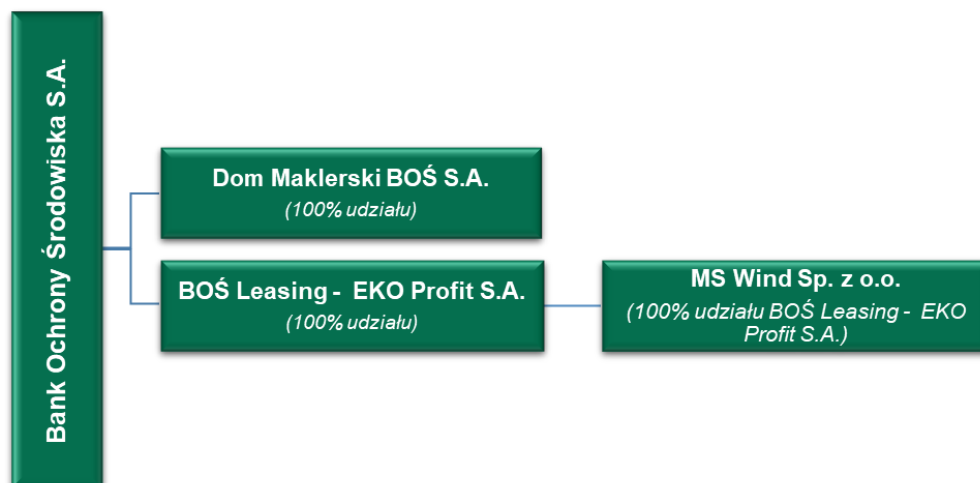 Bank Ochrony Środowiska S.A.
Dom Maklerski BOŚ S.A.
(100% udziału)
BOŚ Leasing - EKO Profit S.A.
(100% udziału)
MS Wind Sp. z o.o.
(100% udziału BOŚ Leasing - EKO
Profit S.A.)